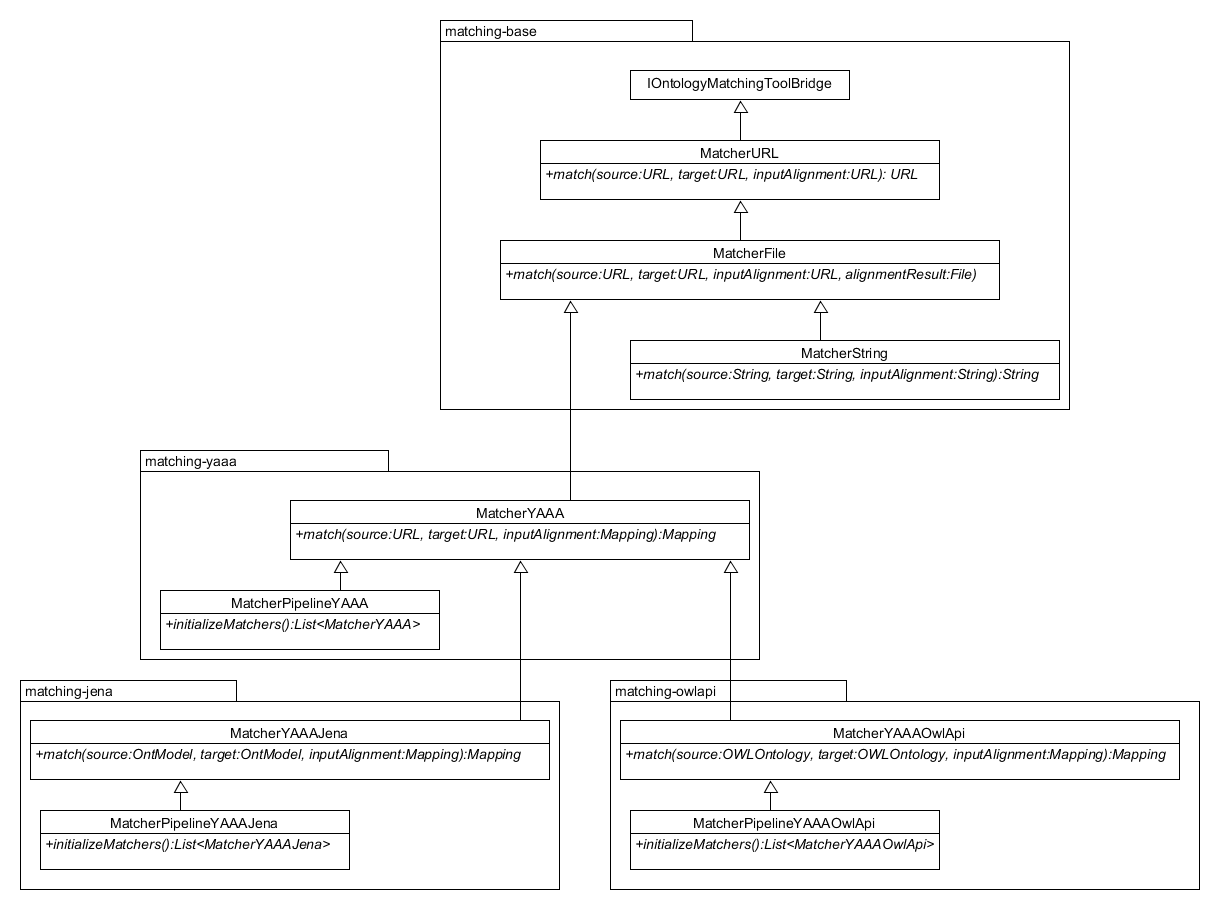 matching-base
IOntologyMatchingToolBridge
MatcherURL
+match(source:URL, target:URL, inputAlignment:URL): URL
MatcherFile
+match(source:URL, target:URL, inputAlignment:URL, alignmentResult:File)
MatcherString
+match(source:String, target:String, inputAlignment:String):String
matching-yaaa
MatcherYAAA
+match(source:URL, target:URL, inputAlignment:Mapping):Mapping
MatcherPipelineYAAA
+initializeMatchers():List<MatcherYAAA>
matching-jena
MatcherYAAAJena
+match(source:OntModel, target:OntModel, inputAlignment:Mapping):Mapping
MatcherPipelineYAAAJena
+initializeMatchers():List<MatcherYAAAJena>
matching-owlapi
MatcherYAAAOwlApi
+match(source:OWLOntology, target:OWLOntology, inputAlignment:Mapping):Mapping
MatcherPipelineYAAAOwlApi
+initializeMatchers():List<MatcherYAAAOwlApi>